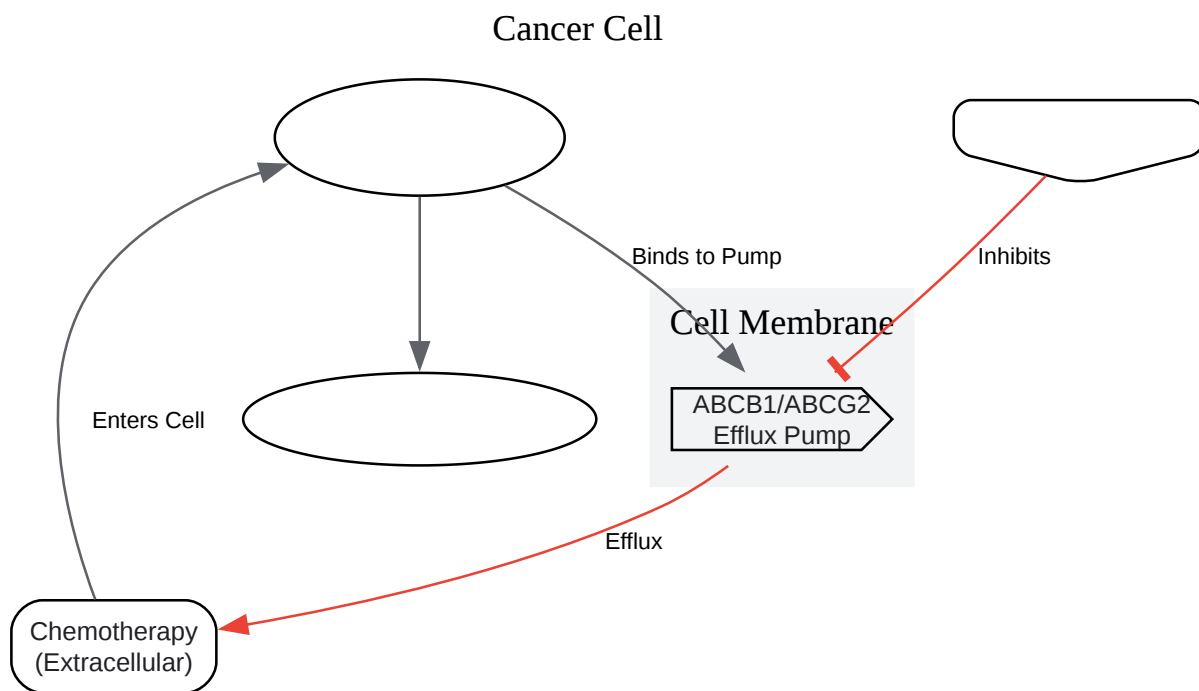 Cancer Cell
Binds to Pump
Inhibits
Cell Membrane
ABCB1/ABCG2
Efflux Pump
Enters Cell
Efflux
Chemotherapy
(Extracellular)